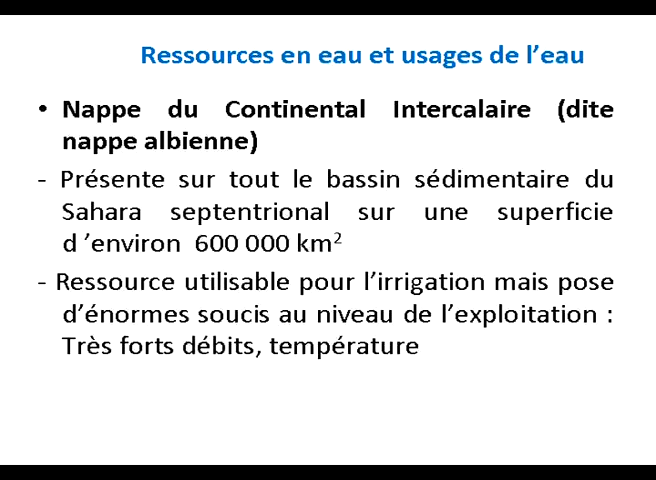 Ressources en eau et usages de l’eau
• Nappe du Continental Intercalaire (dite
nappe albienne)
- Présente sur tout le bassin sédimentaire du
Sahara septentrional sur une superficie
d ’environ 600 000 km²
- Ressource utilisable pour l’irrigation mais pose
d’énormes soucis au niveau de l’exploitation :
Très forts débits, température